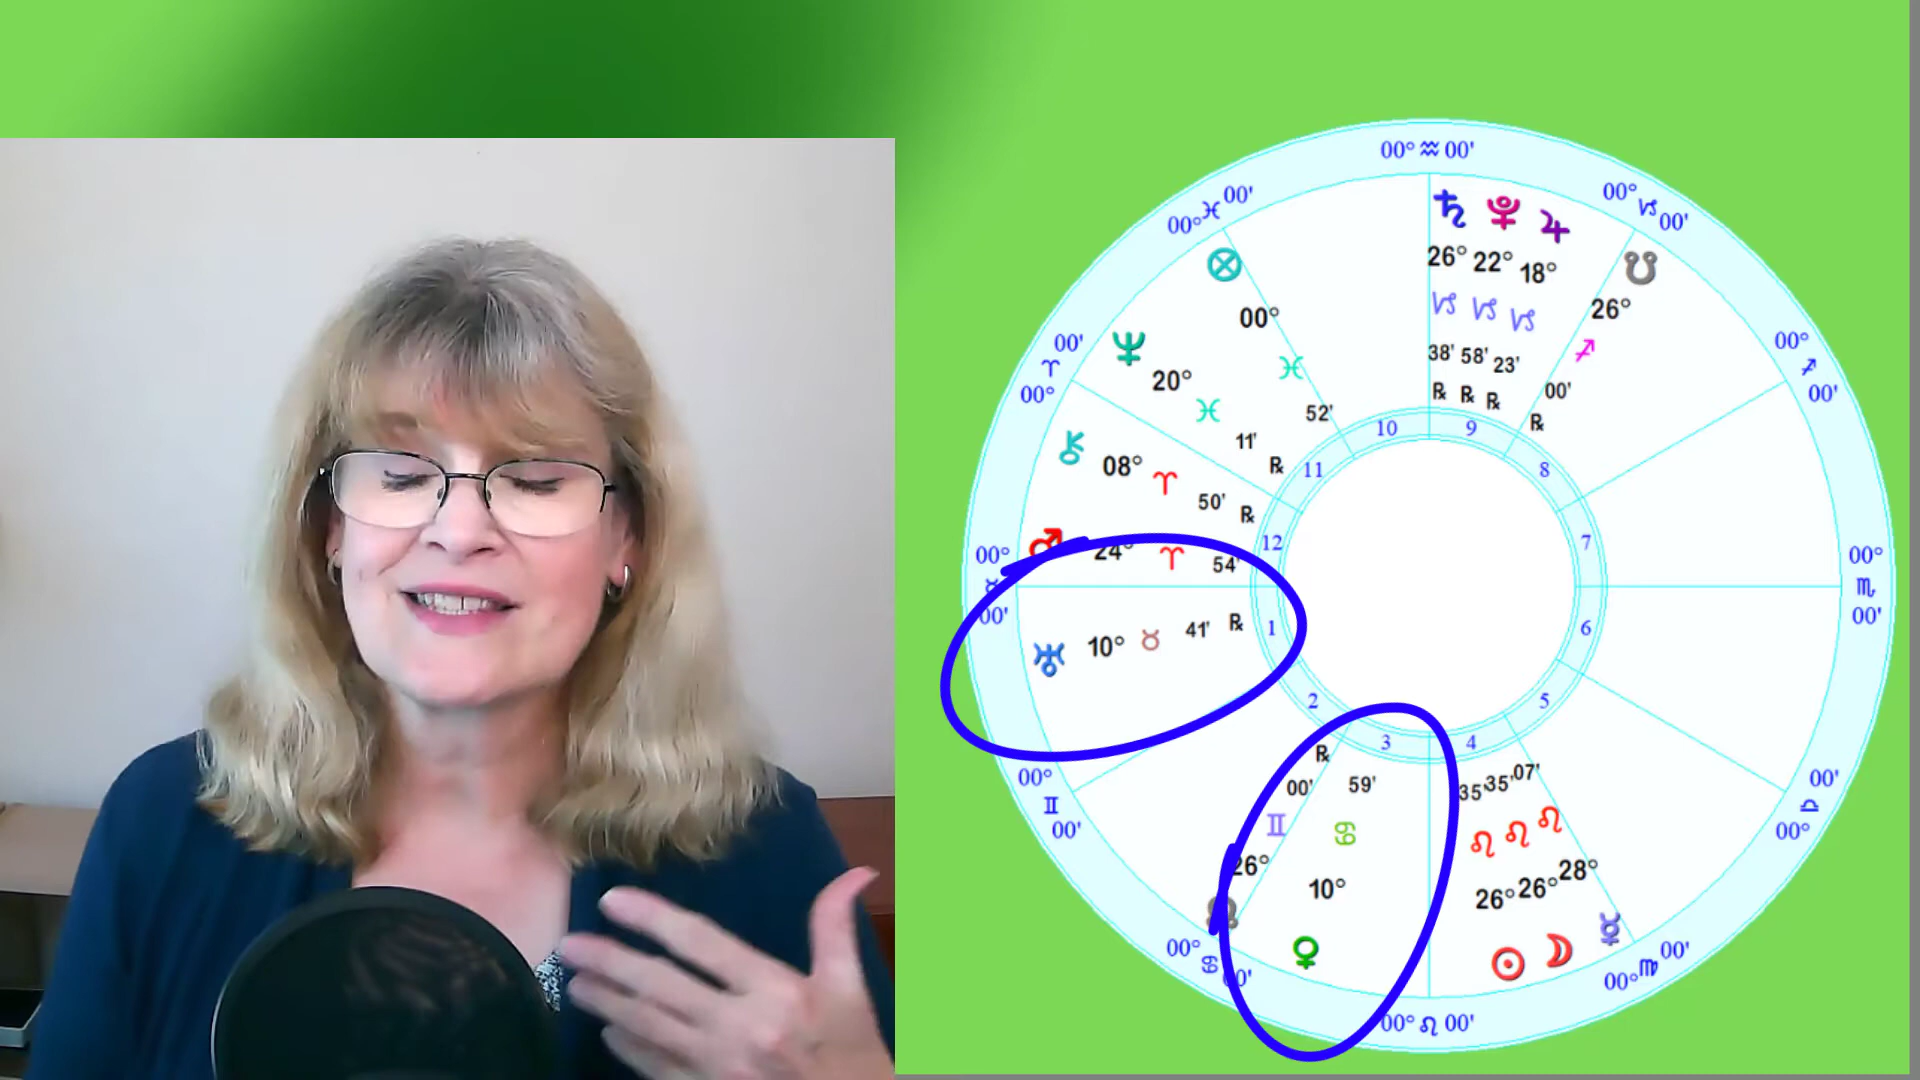 00° ♒ 00'
00° ♓ 00'
00° ♑ 00'
♄ ♇ ♃
26° 22° 18°
♑ ♑ ♑
38' 58' 23'
℞ ℞ ℞
☋ 26° ♐ 00' ℞
⊗ 00° ♓ 52'
00' ♈ 00°
♆ 20° ♓ 11' ℞
00° ♐ 00'
⚷ 08° ♈ 50' ℞
♂ 24° ♈ 54'
00° ♉ 00'
00° ♏ 00'
♅ 10° ♉ 41' ℞
10 9
11 8
12 7
1 6
2 5
3 4
00° ♊ 00'
00' ♎ 00°
℞ 00' ♊ 26° ☊
59' ♋ 10° ♀
35' 35' 07'
♌ ♌ ♌
26° 26° 28°
☉ ☽ ☿
00° ♋ 00'
00° ♍ 00'
00° ♌ 00'